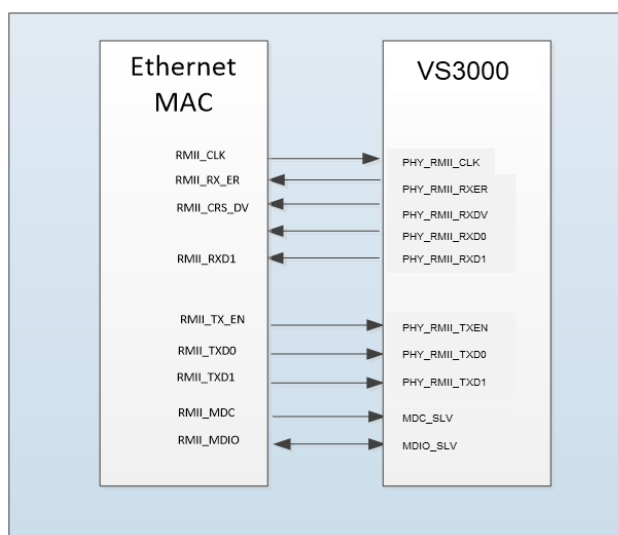 Ethernet
MAC
RMII_CLK
RMII_RX_ER
RMII_CRS_DV
RMII_RXD1
RMII_TX_EN
RMII_TXD0
RMII_TXD1
RMII_MDC
RMII_MDIO
VS3000
PHY_RMII_CLK
PHY_RMII_RXER
PHY_RMII_RXDV
PHY_RMII_RXD0
PHY_RMII_RXD1
PHY_RMII_TXEN
PHY_RMII_TXD0
PHY_RMII_TXD1
MDC_SLV
MDIO_SLV